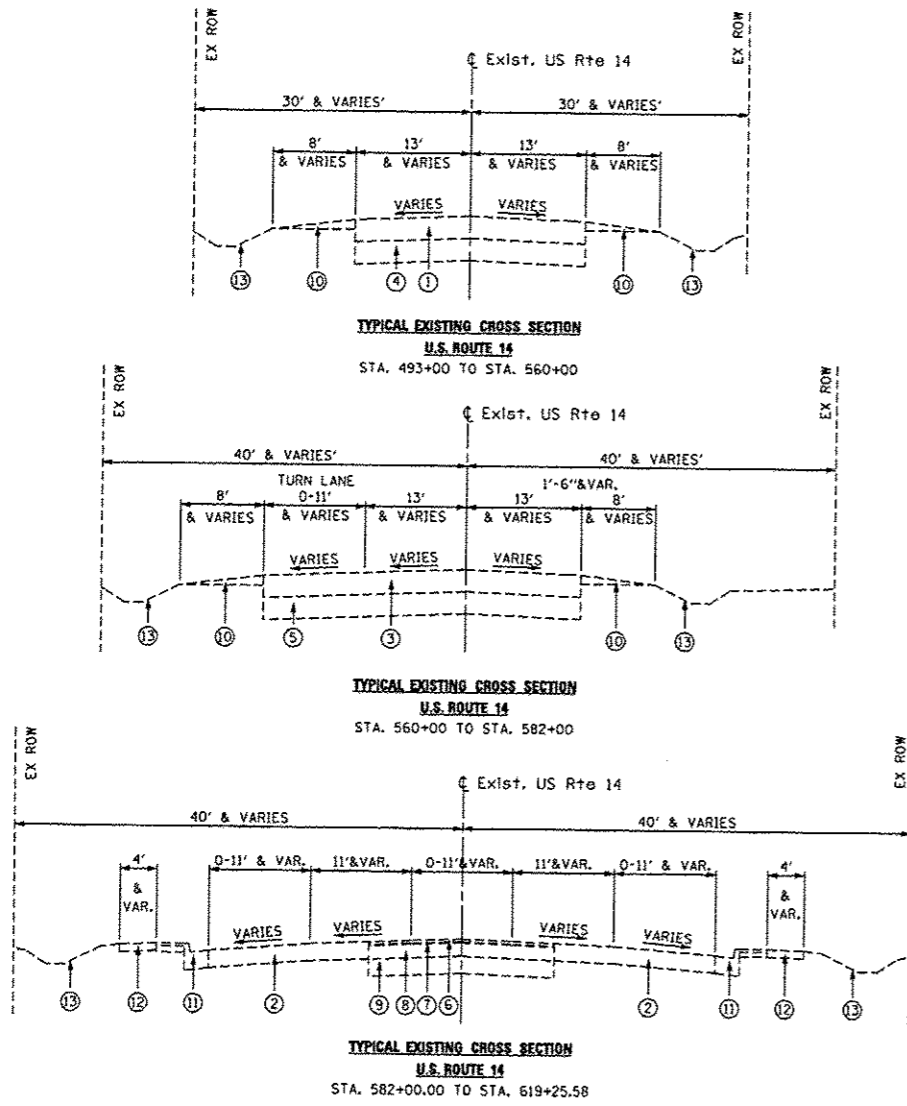 EX ROW
EX ROW
℄ Exist. US Rte 14
30' & VARIES'
30' & VARIES'
8' & VARIES
13' & VARIES
13' & VARIES
8' & VARIES
VARIES
VARIES
13
10
4
1
10
13
TYPICAL EXISTING CROSS SECTION
U.S. ROUTE 14
STA. 493+00 TO STA. 560+00
EX ROW
EX ROW
℄ Exist. US Rte 14
40' & VARIES'
40' & VARIES'
TURN LANE
1'-6"&VAR.
8' & VARIES
0-11' & VARIES
13' & VARIES
13' & VARIES
8' & VARIES
VARIES
VARIES
VARIES
13
10
5
3
10
13
TYPICAL EXISTING CROSS SECTION
U.S. ROUTE 14
STA. 560+00 TO STA. 582+00
EX ROW
EX ROW
℄ Exist. US Rte 14
40' & VARIES
40' & VARIES
4' & VAR.
0-11' & VAR.
11'&VAR.
0-11'&VAR.
11'&VAR.
0-11' & VAR.
4' & VAR.
VARIES
VARIES
VARIES
VARIES
13
12
11
2
9
8
7
6
2
11
12
13
TYPICAL EXISTING CROSS SECTION
U.S. ROUTE 14
STA. 582+00.00 TO STA. 619+25.58